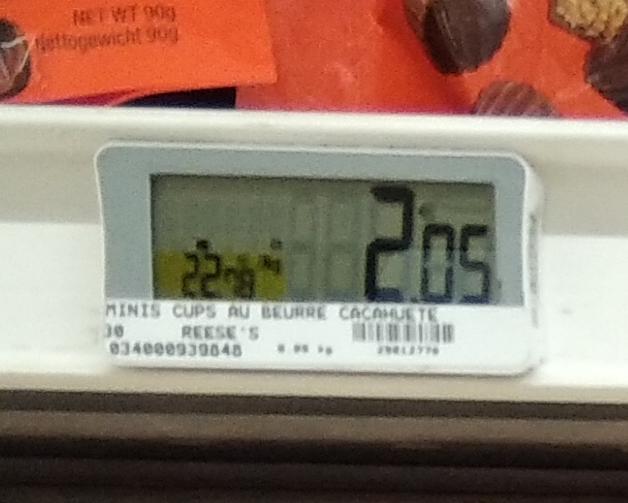 NET WT 90g
Nettogewicht 90g
2.05
22.78
MINIS CUPS AU BEURRE CACAHUETE
REESE'S
034000939848